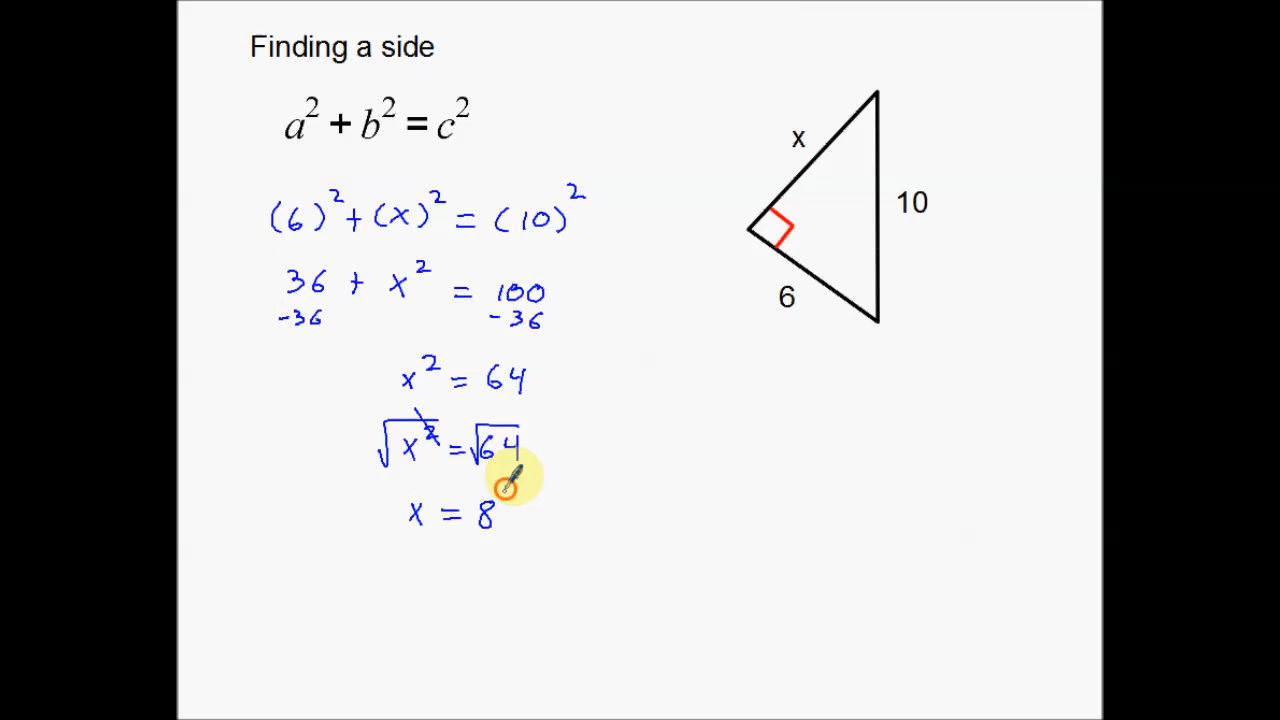 Finding a side
a² + b² = c²
(6)² + (x)² = (10)²
36 + x² = 100
-36 -36
x² = 64
√x² = √64
x = 8
x
10
6